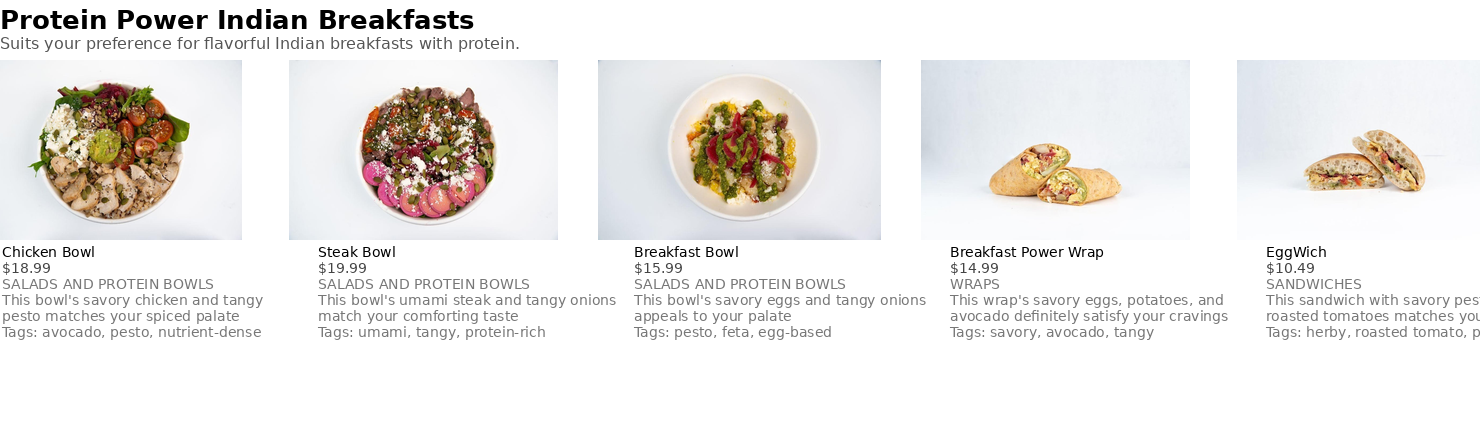 Protein Power Indian Breakfasts
Suits your preference for flavorful Indian breakfasts with protein.
Chicken Bowl
$18.99
SALADS AND PROTEIN BOWLS
This bowl's savory chicken and tangy
pesto matches your spiced palate
Tags: avocado, pesto, nutrient-dense
Steak Bowl
$19.99
SALADS AND PROTEIN BOWLS
This bowl's umami steak and tangy onions
match your comforting taste
Tags: umami, tangy, protein-rich
Breakfast Bowl
$15.99
SALADS AND PROTEIN BOWLS
This bowl's savory eggs and tangy onions
appeals to your palate
Tags: pesto, feta, egg-based
Breakfast Power Wrap
$14.99
WRAPS
This wrap's savory eggs, potatoes, and
avocado definitely satisfy your cravings
Tags: savory, avocado, tangy
EggWich
$10.49
SANDWICHES
This sandwich with savory
roasted tomatoes matches
Tags: herby, roasted tomato,